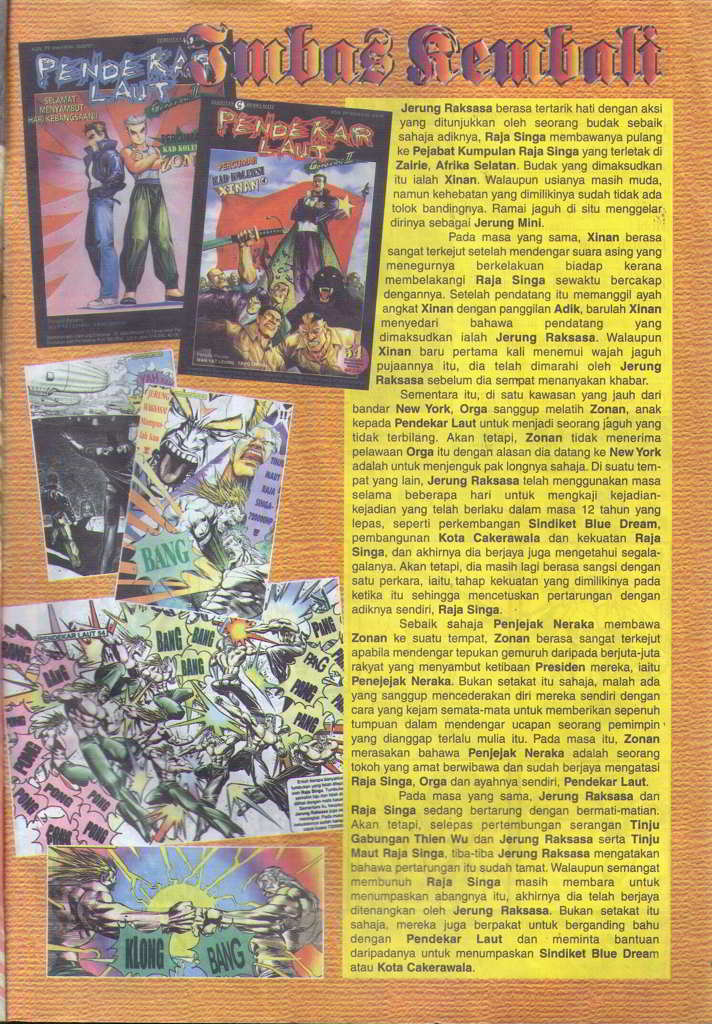 Imbas Kembali
PENDEKAR
LAUT
Generasi II
SELAMAT
MENYAMBUT
HARI KEBANGSAAN!
KAD KOLEKSI
PENDEKAR
LAUT
Generasi II
PERCUMA!
KAD KOLEKSI
XINAN
Jerung Raksasa berasa tertarik hati dengan aksi
yang ditunjukkan oleh seorang budak sebaik
sahaja adiknya, Raja Singa membawanya pulang
ke Pejabat Kumpulan Raja Singa yang terletak di
Zairie, Afrika Selatan. Budak yang dimaksudkan
itu ialah Xinan. Walaupun usianya masih muda,
namun kehebatan yang dimilikinya sudah tidak ada
tolok bandingnya. Ramai jaguh di situ menggelar
dirinya sebagai Jerung Mini.
Pada masa yang sama, Xinan berasa
sangat terkejut setelah mendengar suara asing yang
menegurnya berkelakuan biadap kerana
membelakangi Raja Singa sewaktu bercakap
dengannya. Setelah pendatang itu memanggil ayah
angkat Xinan dengan panggilan Adik, barulah Xinan
menyedari bahawa pendatang yang
dimaksudkan ialah Jerung Raksasa. Walaupun
Xinan baru pertama kali menemui wajah jaguh
pujaannya itu, dia telah dimarahi oleh Jerung
Raksasa sebelum dia sempat menanyakan khabar.
Sementara itu, di satu kawasan yang jauh dari
bandar New York, Orga sanggup melatih Zonan, anak
kepada Pendekar Laut untuk menjadi seorang jaguh yang
tidak terbilang. Akan tetapi, Zonan tidak menerima
pelawaan Orga itu dengan alasan dia datang ke New York
adalah untuk menjenguk pak longnya sahaja. Di suatu tem-
pat yang lain, Jerung Raksasa telah menggunakan masa
selama beberapa hari untuk mengkaji kejadian-
kejadian yang telah berlaku dalam masa 12 tahun yang
lepas, seperti perkembangan Sindiket Blue Dream,
pembangunan Kota Cakerawala dan kekuatan Raja
Singa, dan akhirnya dia berjaya juga mengetahui segala-
galanya. Akan tetapi, dia masih lagi berasa sangsi dengan
satu perkara, iaitu tahap kekuatan yang dimilikinya pada
ketika itu sehingga mencetuskan pertarungan dengan
adiknya sendiri, Raja Singa.
Sebaik sahaja Penjejak Neraka membawa
Zonan ke suatu tempat, Zonan berasa sangat terkejut
apabila mendengar tepukan gemuruh daripada berjuta-juta
rakyat yang menyambut ketibaan Presiden mereka, iaitu
Penejejak Neraka. Bukan setakat itu sahaja, malah ada
yang sanggup mencederakan diri mereka sendiri dengan
cara yang kejam semata-mata untuk memberikan sepenuh
tumpuan dalam mendengar ucapan seorang pemimpin
yang dianggap terlalu mulia itu. Pada masa itu, Zonan
merasakan bahawa Penjejak Neraka adalah seorang
tokoh yang amat berwibawa dan sudah berjaya mengatasi
Raja Singa, Orga dan ayahnya sendiri, Pendekar Laut.
Pada masa yang sama, Jerung Raksasa dan
Raja Singa sedang bertarung dengan bermati-matian.
Akan tetapi, selepas pertembungan serangan Tinju
Gabungan Thien Wu dan Jerung Raksasa serta Tinju
Maut Raja Singa, tiba-tiba Jerung Raksasa mengatakan
bahawa pertarungan itu sudah tamat. Walaupun semangat
membunuh Raja Singa masih membara untuk
menumpaskan abangnya itu, akhirnya dia telah berjaya
ditenangkan oleh Jerung Raksasa. Bukan setakat itu
sahaja, mereka juga berpakat untuk berganding bahu
dengan Pendekar Laut dan meminta bantuan
daripadanya untuk menumpaskan Sindiket Blue Dream
atau Kota Cakerawala.
BANG
PENDEKAR LAUT 54
BANG
BANG
BANG
BANG
PANG
BANG
PONG
PONG
PONG
KLONG
BANG